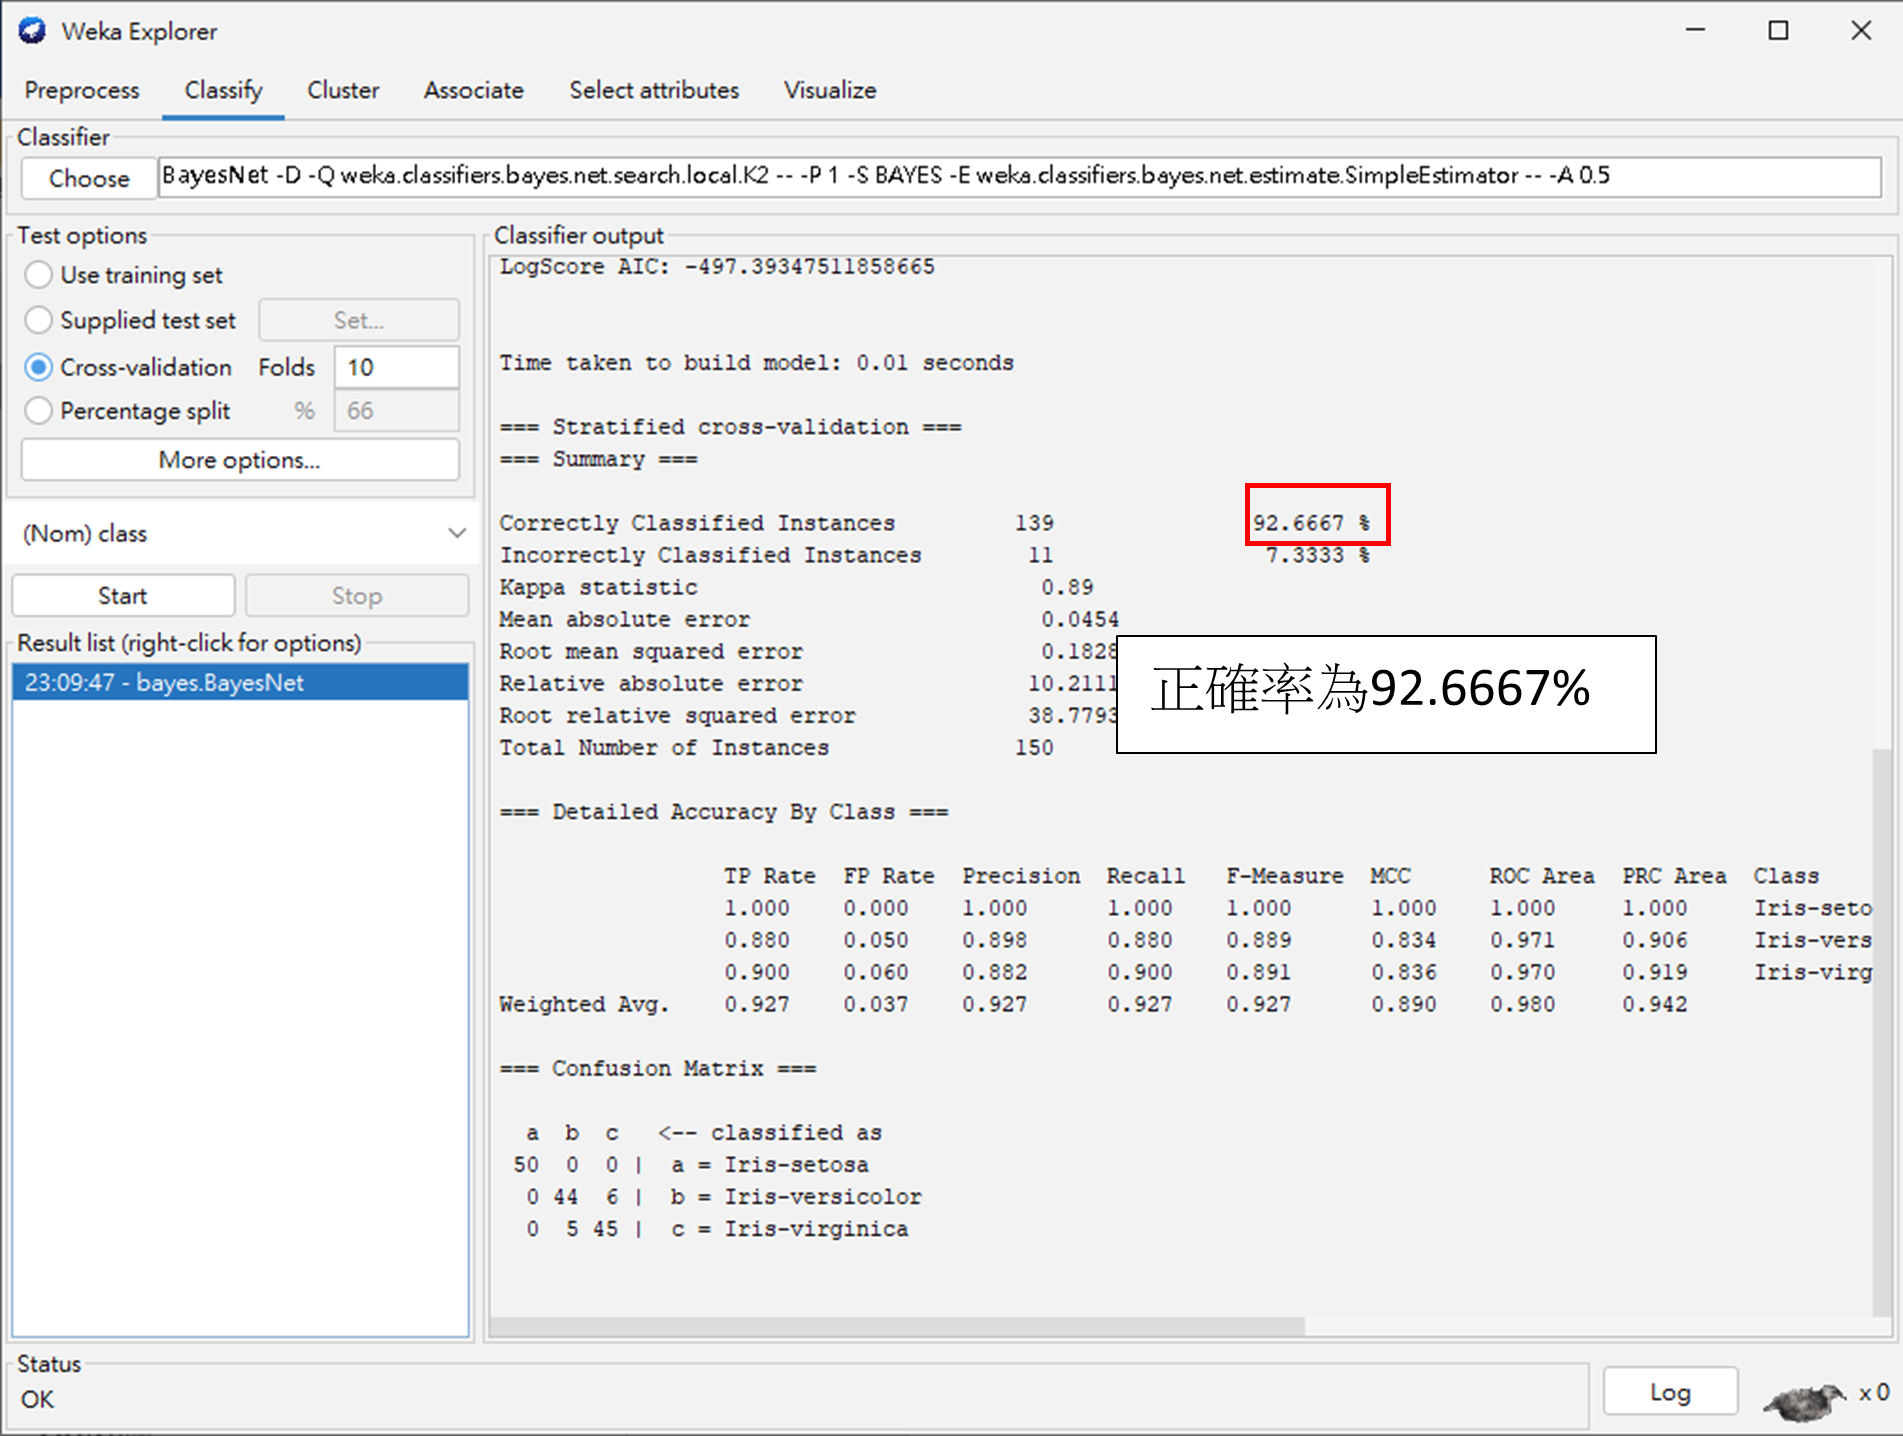 Weka Explorer
Preprocess Classify Cluster Associate Select attributes Visualize
Classifier
Choose BayesNet -D -Q weka.classifiers.bayes.net.search.local.K2 -- -P 1 -S BAYES -E weka.classifiers.bayes.net.estimate.SimpleEstimator -- -A 0.5
Test options
Use training set
Supplied test set Set...
Cross-validation Folds 10
Percentage split % 66
More options...
(Nom) class
Start Stop
Result list (right-click for options)
23:09:47 - bayes.BayesNet
Classifier output
LogScore AIC: -497.39347511858665
Time taken to build model: 0.01 seconds
=== Stratified cross-validation ===
=== Summary ===
Correctly Classified Instances 139 92.6667 %
Incorrectly Classified Instances 11 7.3333 %
Kappa statistic 0.89
Mean absolute error 0.0454
Root mean squared error 0.1828
Relative absolute error 10.2111
Root relative squared error 38.7793
Total Number of Instances 150
正確率為92.6667%
=== Detailed Accuracy By Class ===
TP Rate FP Rate Precision Recall F-Measure MCC ROC Area PRC Area Class
1.000 0.000 1.000 1.000 1.000 1.000 1.000 1.000 Iris-seto
0.880 0.050 0.898 0.880 0.889 0.834 0.971 0.906 Iris-vers
0.900 0.060 0.882 0.900 0.891 0.836 0.970 0.919 Iris-virg
Weighted Avg. 0.927 0.037 0.927 0.927 0.927 0.890 0.980 0.942
=== Confusion Matrix ===
a b c <-- classified as
50 0 0 | a = Iris-setosa
0 44 6 | b = Iris-versicolor
0 5 45 | c = Iris-virginica
Status
OK
Log x 0